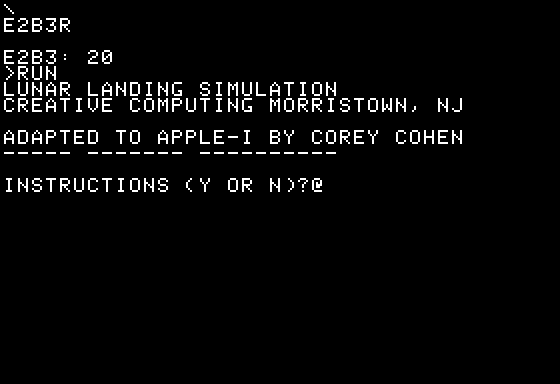 \
E2B3R
E2B3: 20
>RUN
LUNAR LANDING SIMULATION
CREATIVE COMPUTING MORRISTOWN, NJ
ADAPTED TO APPLE-I BY COREY COHEN
----- ------- ----------
INSTRUCTIONS (Y OR N)?@